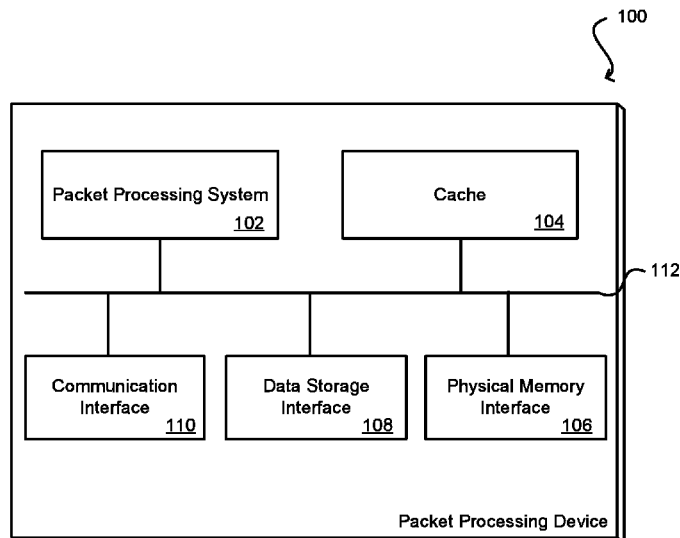 100
Packet Processing System
102
Cache
104
112
Communication
Interface
110
Data Storage
Interface
108
Physical Memory
Interface
106
Packet Processing Device